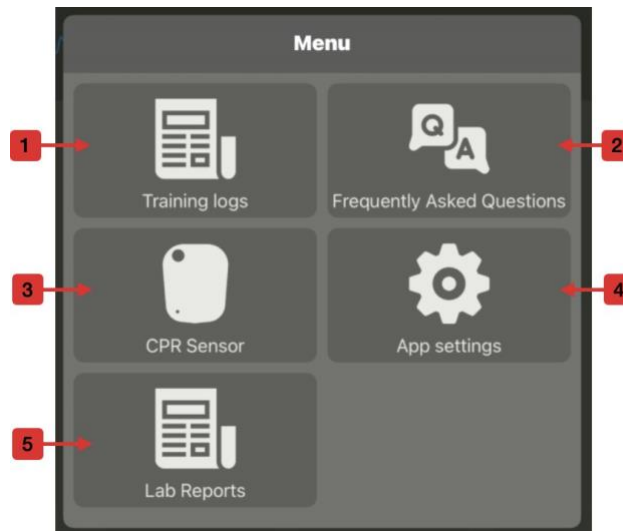 Menu
1
Training logs
Q A
Frequently Asked Questions
2
3
CPR Sensor
App settings
4
5
Lab Reports